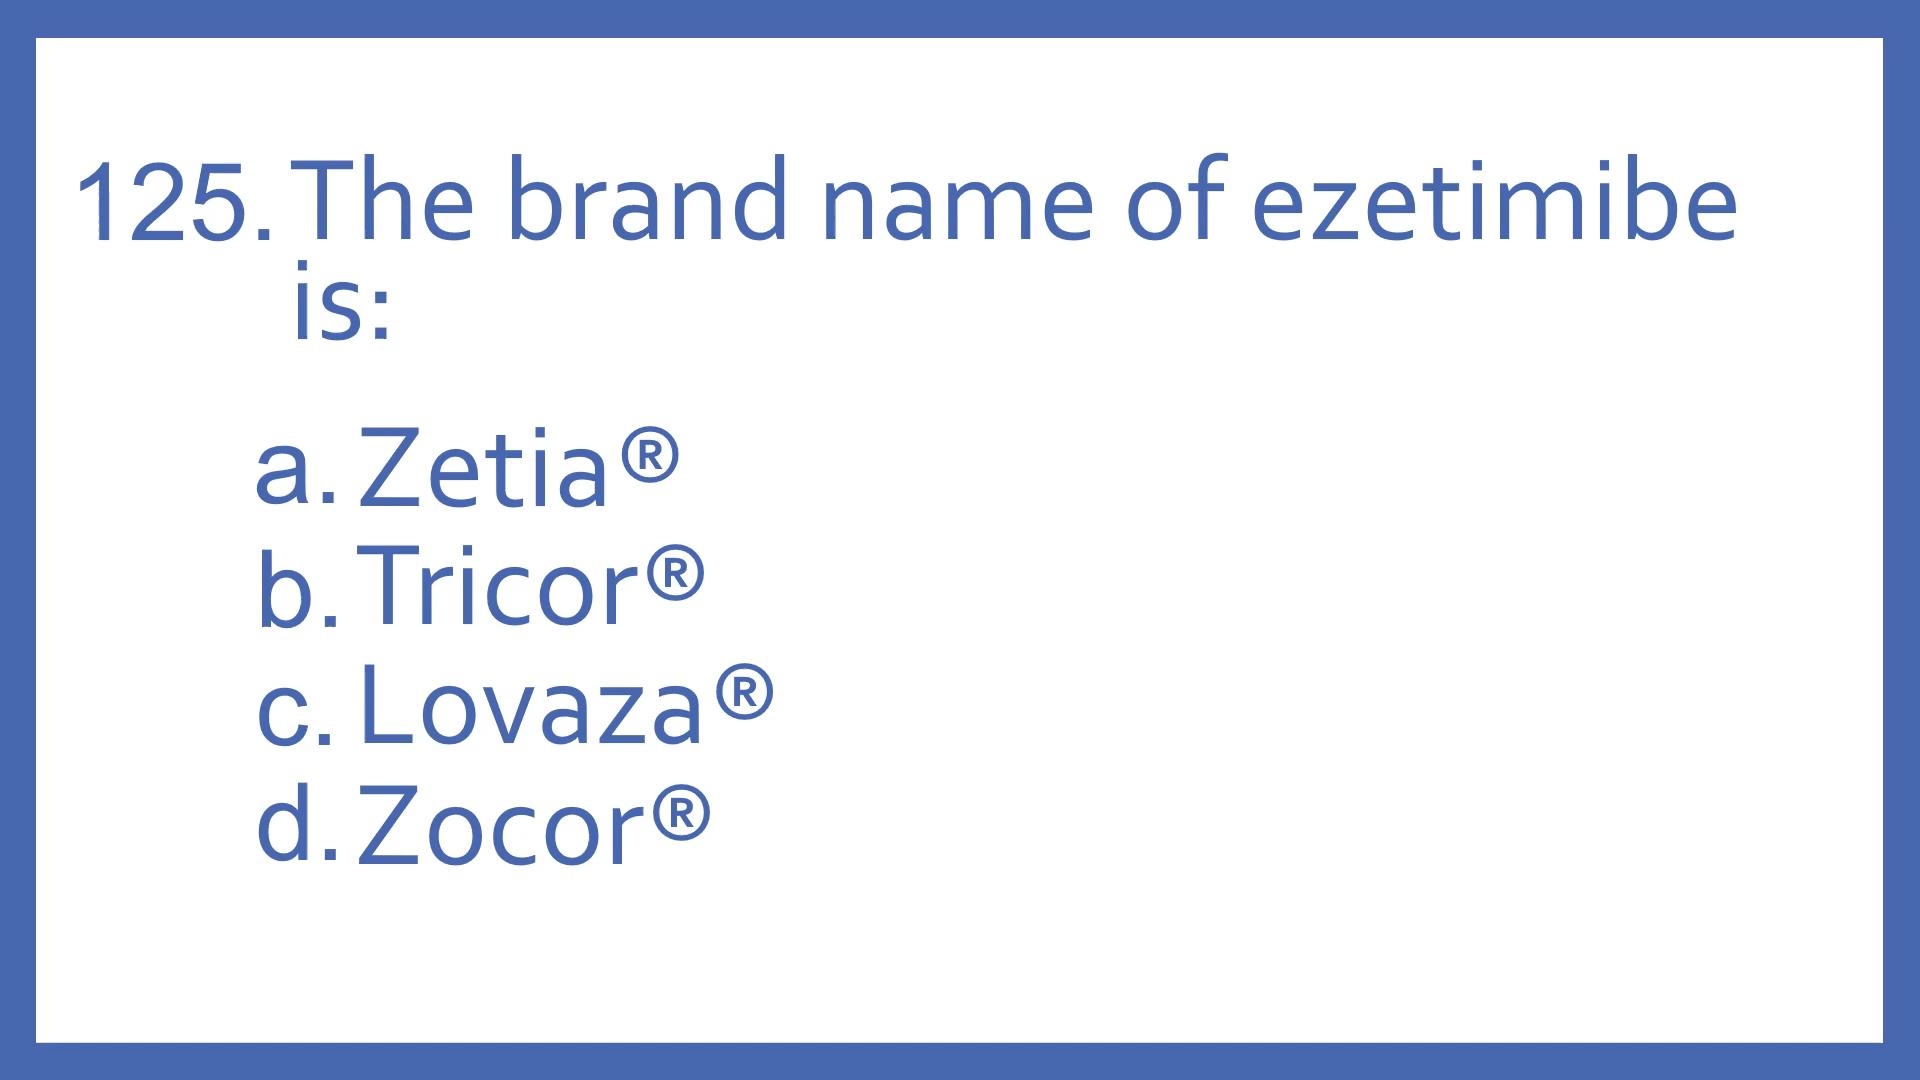 125. The brand name of ezetimibe
is:
a. Zetia®
b. Tricor®
c. Lovaza®
d. Zocor®